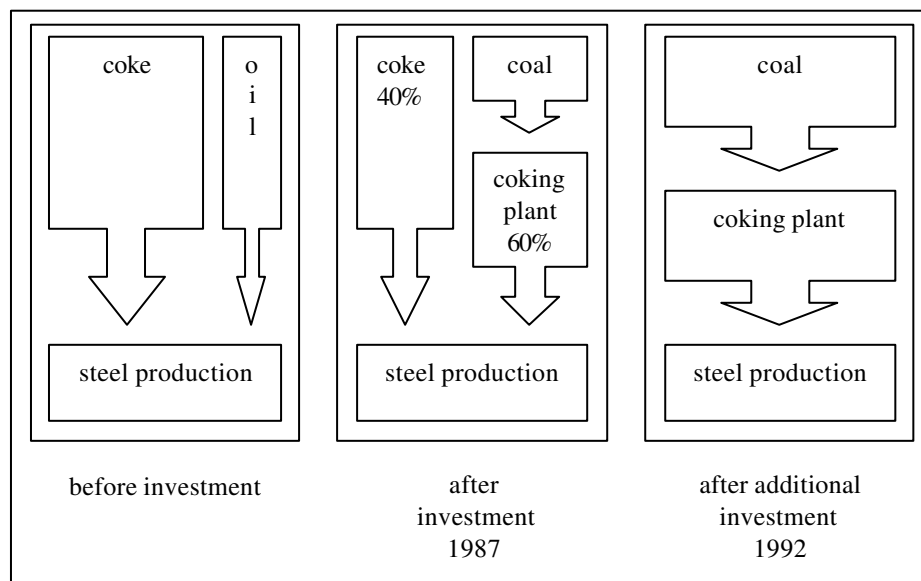 coke
o
i
l
steel production
before investment
coke
40%
coal
coking
plant
60%
steel production
after
investment
1987
coal
coking plant
steel production
after additional
investment
1992